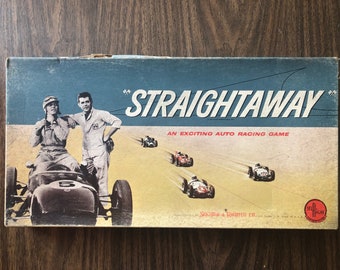 "STRAIGHTAWAY"
AN EXCITING AUTO RACING GAME